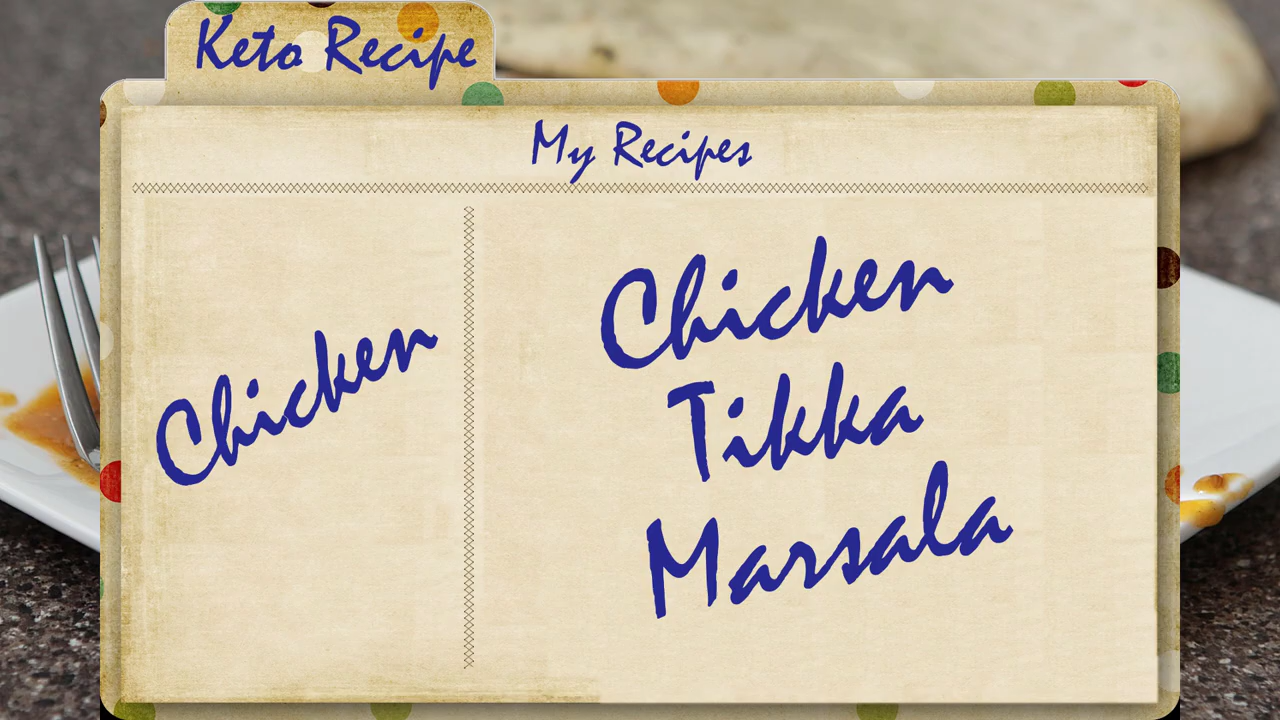 Keto Recipe
My Recipes
Chicken
Chicken
Tikka
Marsala